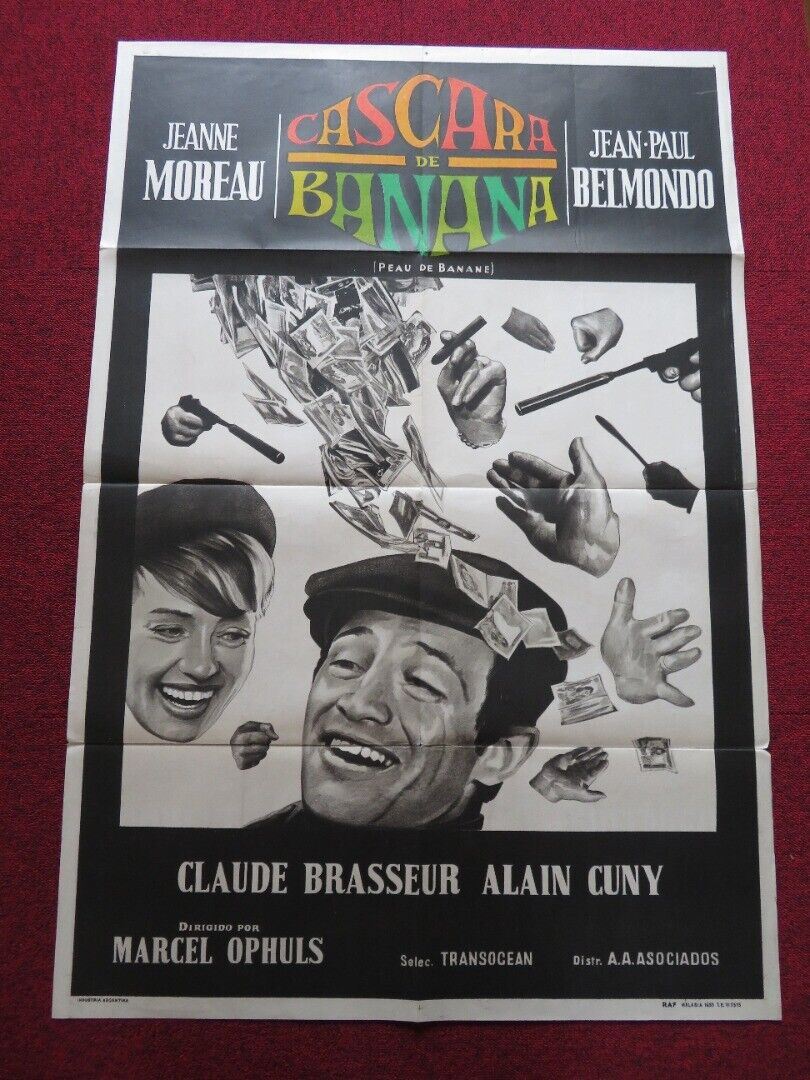 JEANNE
MOREAU
CASCARA
DE
BANANA
JEAN-PAUL
BELMONDO
(PEAU DE BANANE)
CLAUDE BRASSEUR ALAIN CUNY
DIRIGIDO POR
MARCEL OPHULS
Selec. TRANSOCEAN
Distr. A.A.ASOCIADOS
INDUSTRIA ARGENTINA
RAF